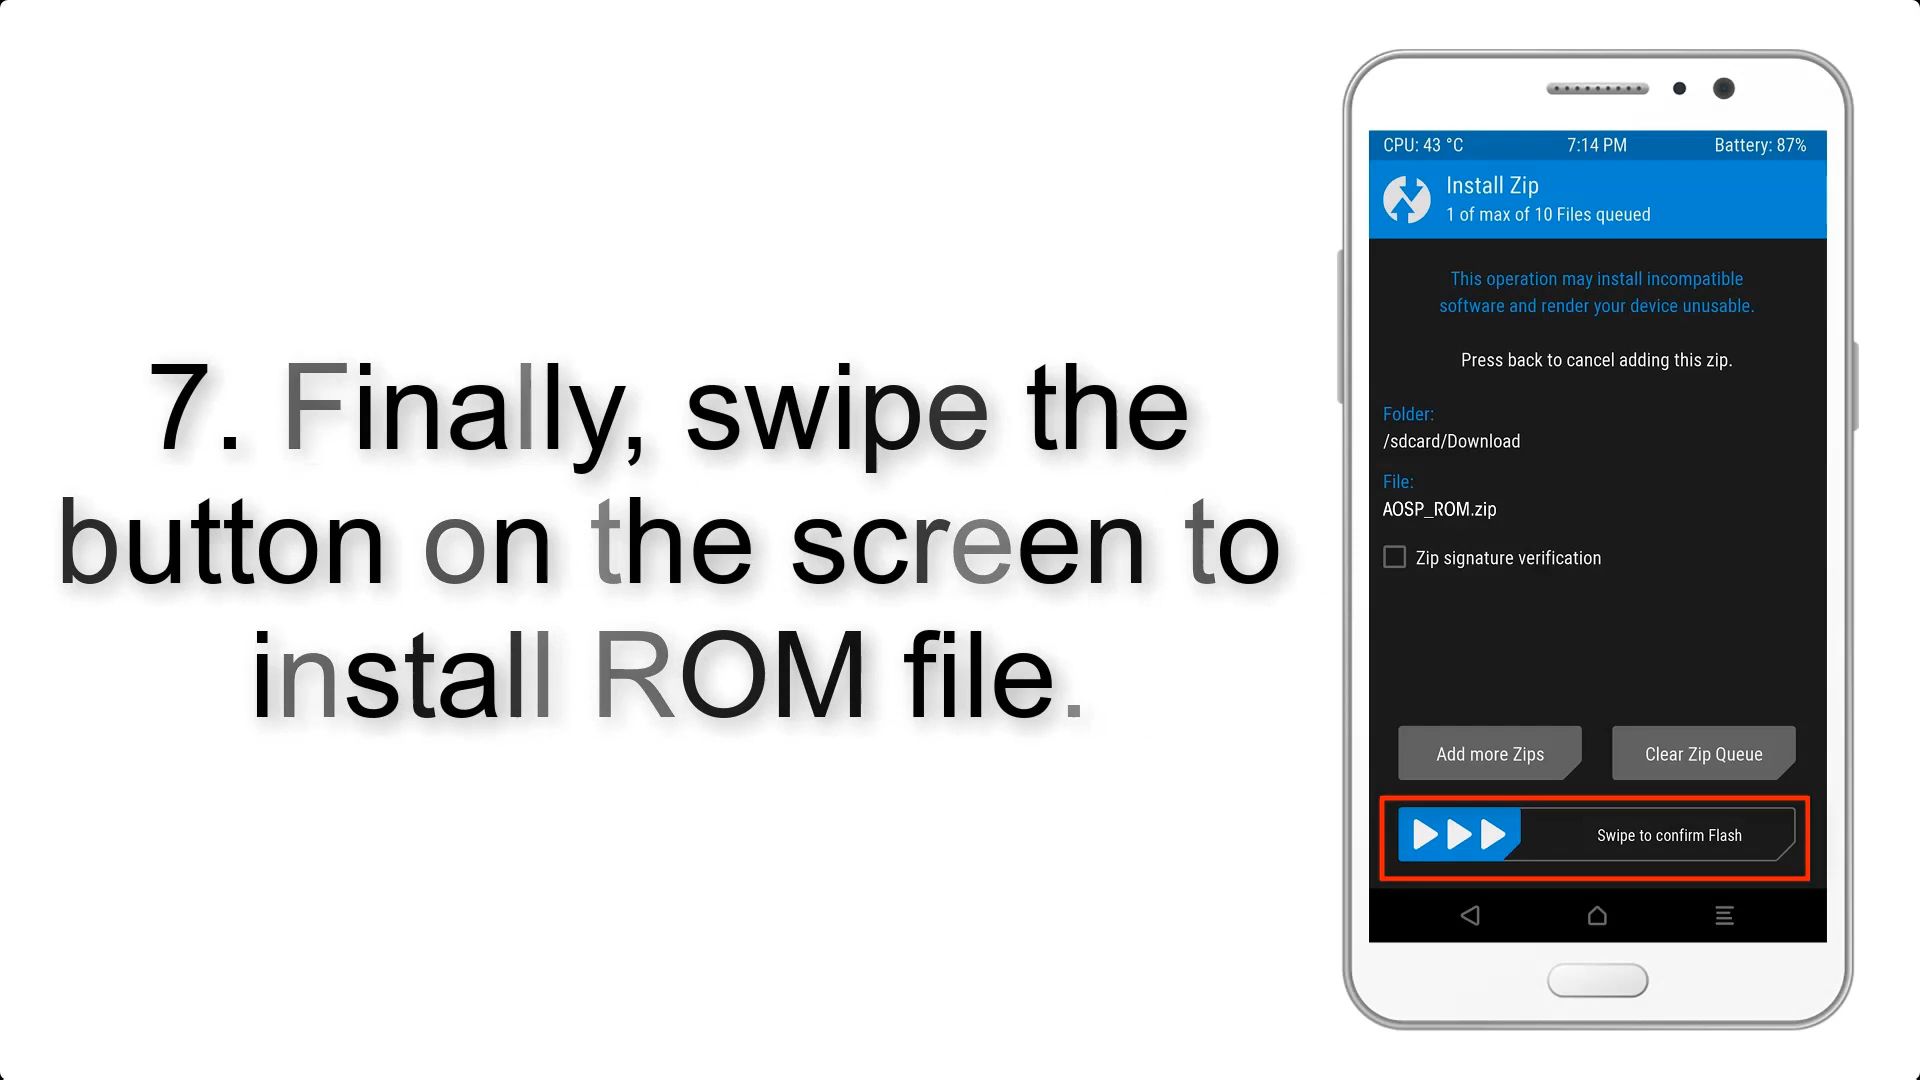 7. Finally, swipe the
button on the screen to
install ROM file.
CPU: 43 °C 7:14 PM Battery: 87%
Install Zip
1 of max of 10 Files queued
This operation may install incompatible
software and render your device unusable.
Press back to cancel adding this zip.
Folder:
/sdcard/Download
File:
AOSP_ROM.zip
Zip signature verification
Add more Zips Clear Zip Queue
Swipe to confirm Flash